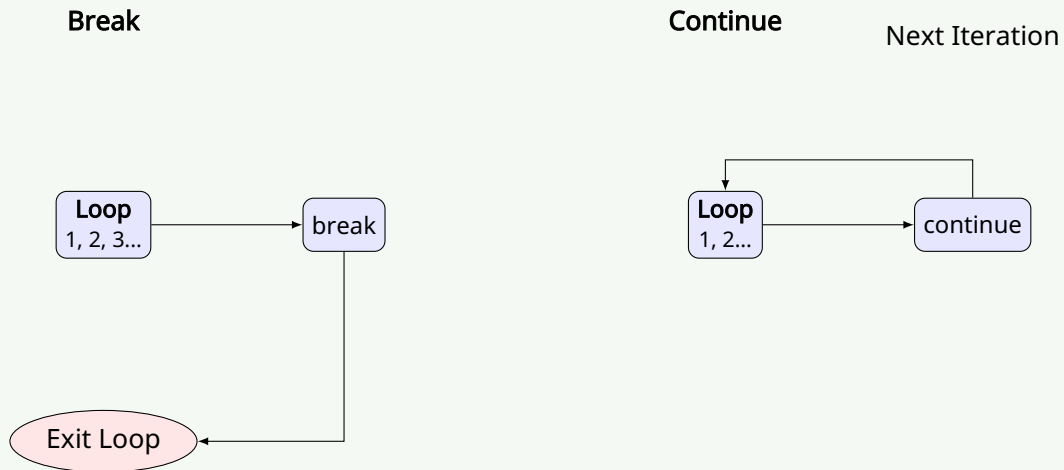 Break
Loop
1, 2, 3...
break
Exit Loop
Continue
Next Iteration
Loop
1, 2...
continue